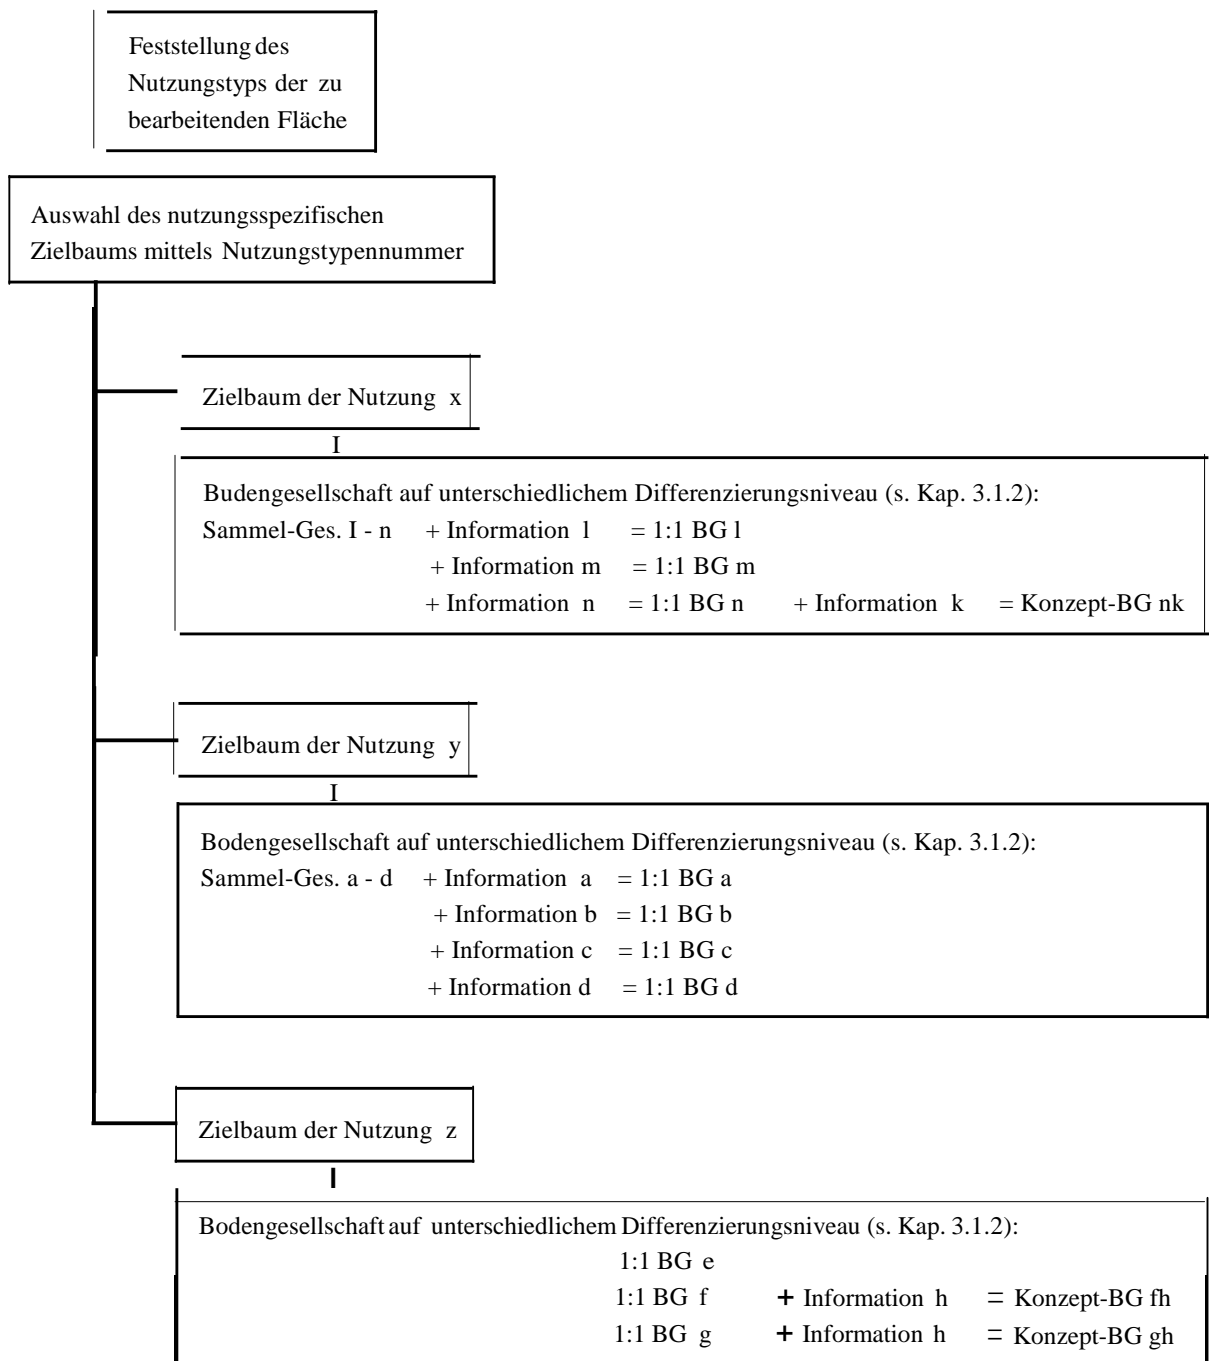 Feststellung des
Nutzungstyps der zu
bearbeitenden Fläche
Auswahl des nutzungsspezifischen
Zielbaums mittels Nutzungstypennummer
Zielbaum der Nutzung x
I
Budengesellschaft auf unterschiedlichem Differenzierungsniveau (s. Kap. 3.1.2):
Sammel-Ges. I - n + Information l = 1:1 BG l
+ Information m = 1:1 BG m
+ Information n = 1:1 BG n + Information k = Konzept-BG nk
Zielbaum der Nutzung y
I
Bodengesellschaft auf unterschiedlichem Differenzierungsniveau (s. Kap. 3.1.2):
Sammel-Ges. a - d + Information a = 1:1 BG a
+ Information b = 1:1 BG b
+ Information c = 1:1 BG c
+ Information d = 1:1 BG d
Zielbaum der Nutzung z
I
Bodengesellschaft auf unterschiedlichem Differenzierungsniveau (s. Kap. 3.1.2):
1:1 BG e
1:1 BG f + Information h = Konzept-BG fh
1:1 BG g + Information h = Konzept-BG gh